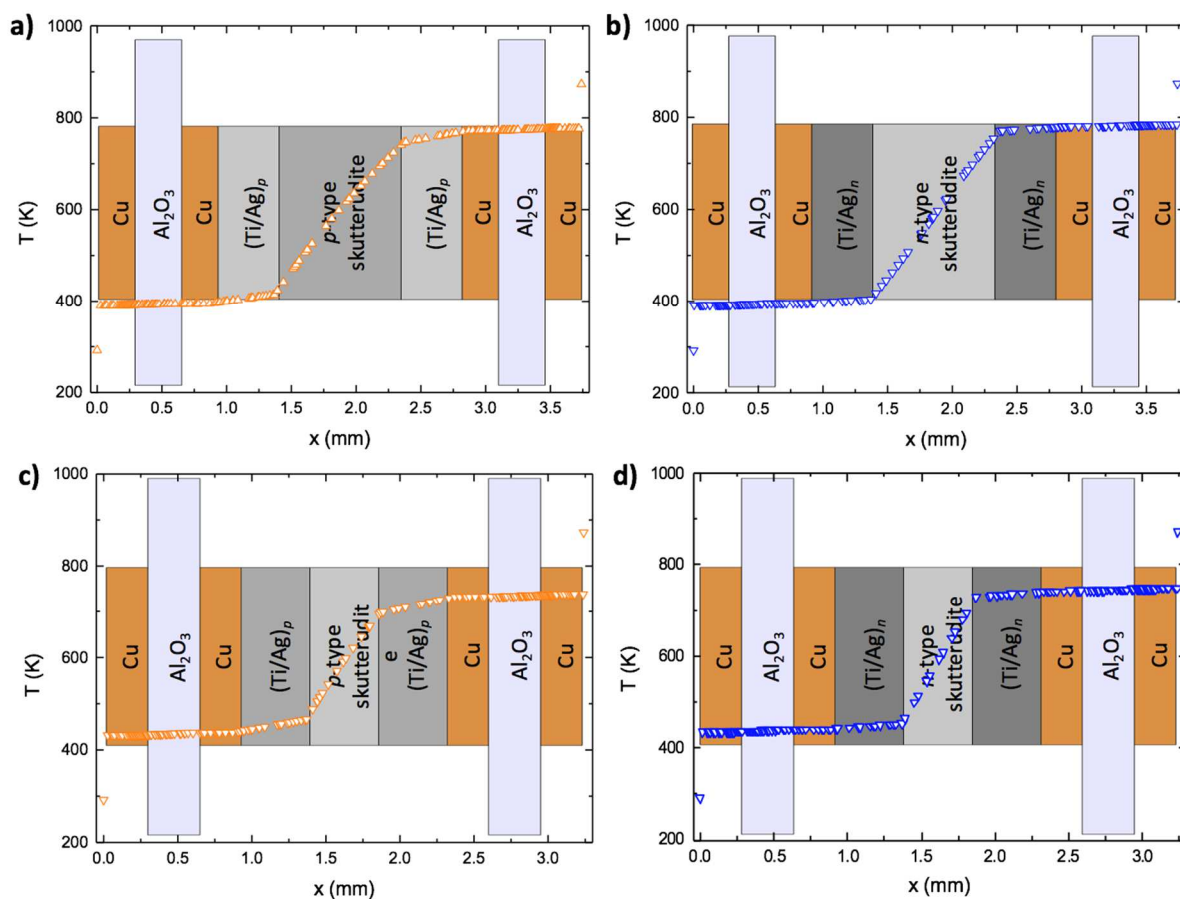 a)
1000
800
600
400
200
T (K)
Cu
Al2O3
Cu
(Ti/Ag)p
p-type
skutterudite
(Ti/Ag)p
Cu
Al2O3
Cu
0.0 0.5 1.0 1.5 2.0 2.5 3.0 3.5
x (mm)
b)
1000
800
600
400
200
T (K)
Cu
Al2O3
Cu
(Ti/Ag)n
n-type
skutterudite
(Ti/Ag)n
Cu
Al2O3
Cu
0.0 0.5 1.0 1.5 2.0 2.5 3.0 3.5
x (mm)
c)
1000
800
600
400
200
T (K)
Cu
Al2O3
Cu
(Ti/Ag)p
p-type
skutterudit
e
(Ti/Ag)p
Cu
Al2O3
Cu
0.0 0.5 1.0 1.5 2.0 2.5 3.0
x (mm)
d)
1000
800
600
400
200
T (K)
Cu
Al2O3
Cu
(Ti/Ag)n
n-type
skutterudite
(Ti/Ag)n
Cu
Al2O3
Cu
0.0 0.5 1.0 1.5 2.0 2.5 3.0
x (mm)